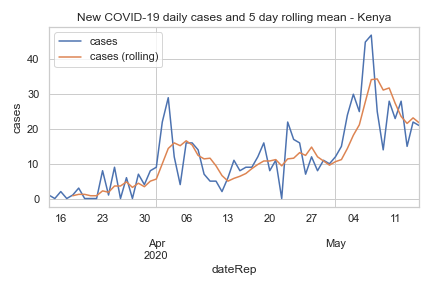 New COVID-19 daily cases and 5 day rolling mean - Kenya
cases
cases (rolling)
cases
40
30
20
10
0
16 23 30 06 13 20 27 04 11
Apr May
2020
dateRep